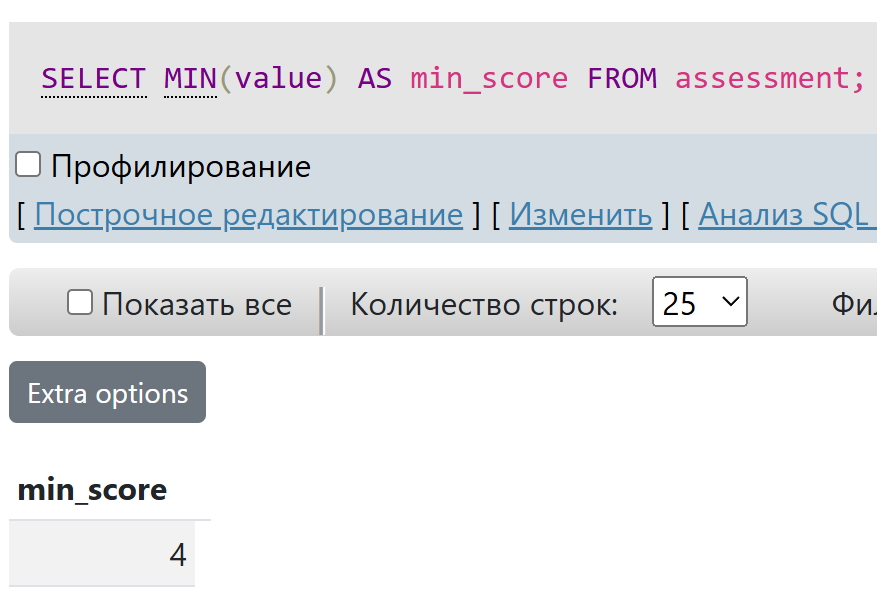 SELECT MIN(value) AS min_score FROM assessment;
Профилирование
[ Построчное редактирование ] [ Изменить ] [ Анализ SQL
Показать все Количество строк: 25
Extra options
min_score
4